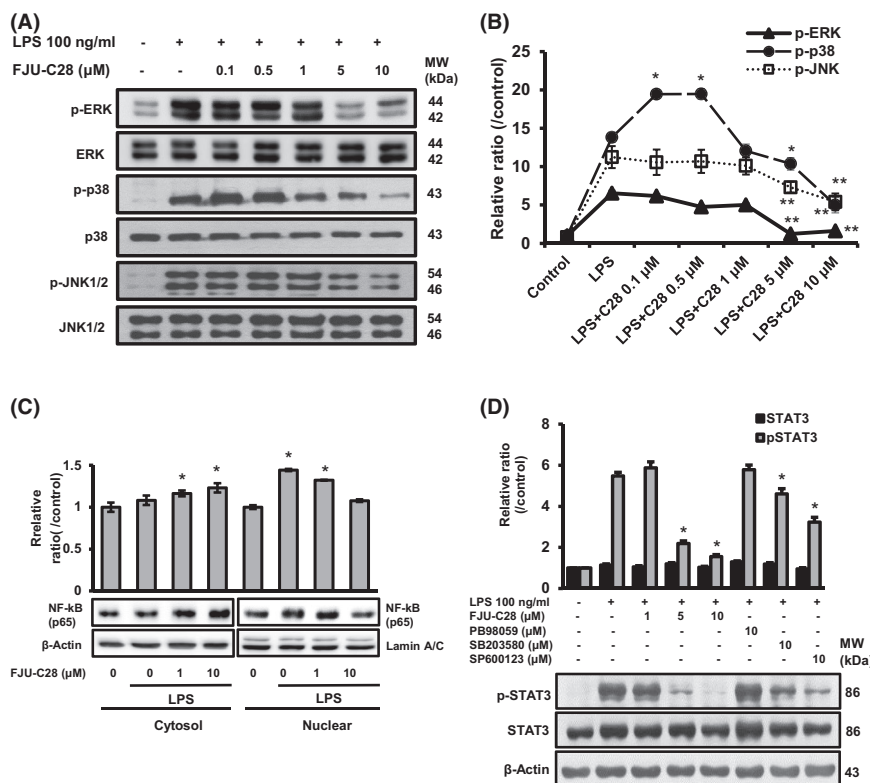 (A)
LPS 100 ng/ml - + + + + + +
FJU-C28 (μM) - - 0.1 0.5 1 5 10
MW
(kDa)
p-ERK 44
42
ERK 44
42
p-p38 43
p38 43
p-JNK1/2 54
46
JNK1/2 54
46
(B)
p-ERK
p-p38
p-JNK
Relative ratio (/control)
25
20
15
10
5
0
* * * ** ** ** ** **
Control
LPS
LPS+C28 0.1 μM
LPS+C28 0.5 μM
LPS+C28 1 μM
LPS+C28 5 μM
LPS+C28 10 μM
(C)
Rrelative
ratio( /control)
1.5
1
0.5
0
* * * *
NF-kB
(p65)
NF-kB
(p65)
β-Actin
Lamin A/C
FJU-C28 (μM) 0 0 1 10 0 0 1 10
LPS LPS
Cytosol Nuclear
(D)
STAT3
pSTAT3
Relative ratio
(/control)
8
6
4
2
0
* * * *
LPS 100 ng/ml - + + + + + +
FJU-C28 (μM) - - 1 5 10 - - -
PB98059(μM) - - - - - 10 - -
SB203580 (μM) - - - - - - 10 -
SP600123 (μM) - - - - - - - 10
MW
(kDa)
p-STAT3 86
STAT3 86
β-Actin 43